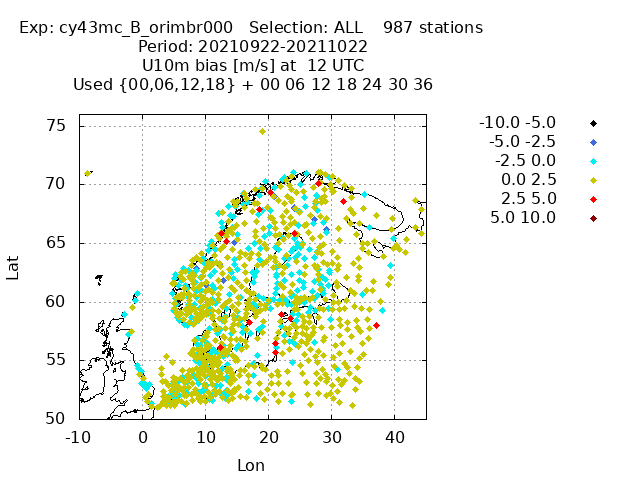 Exp: cy43mc_B_orimbr000   Selection: ALL    987 stations
Period: 20210922-20211022
U10m bias [m/s] at  12 UTC
Used {00,06,12,18} + 00 06 12 18 24 30 36
-10.0 -5.0
-5.0 -2.5
-2.5 0.0
0.0 2.5
2.5 5.0
5.0 10.0
75
70
65
60
55
50
Lat
-10 0 10 20 30 40
Lon